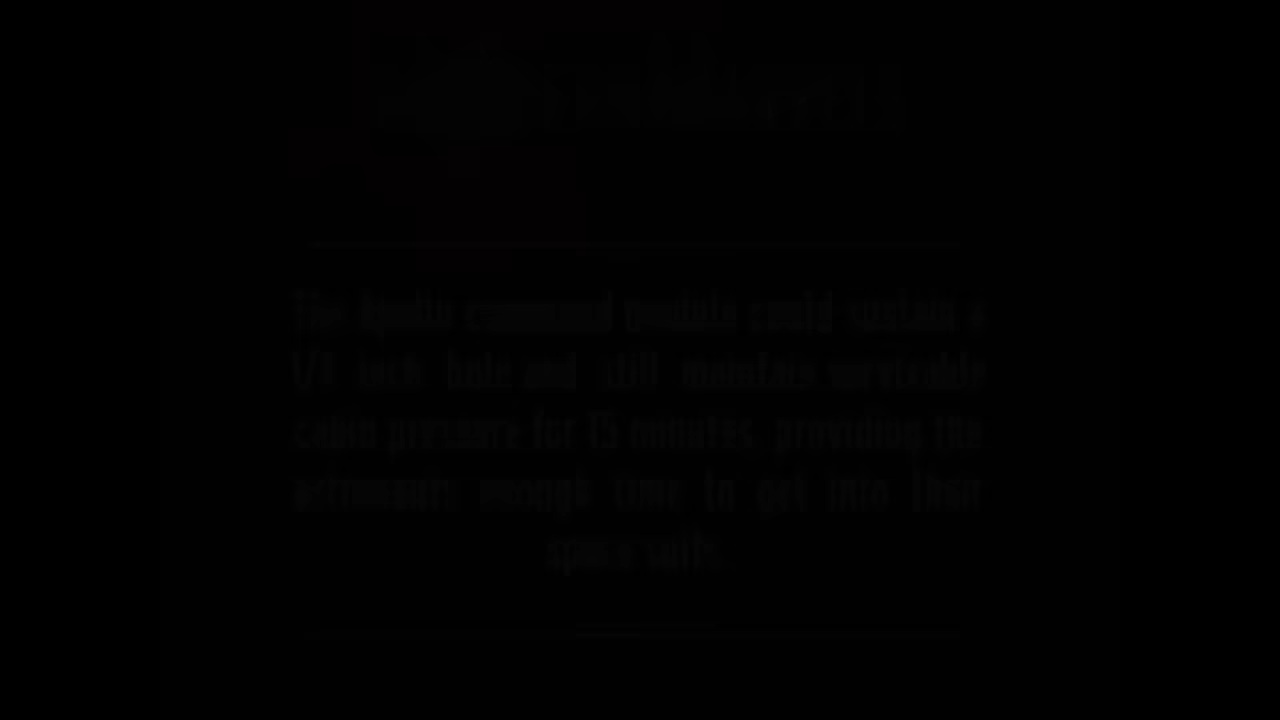 The Apollo command module could sustain a
1/4 inch hole and still maintain survivable
cabin pressure for 15 minutes, providing the
astronauts enough time to get into their
space suits.